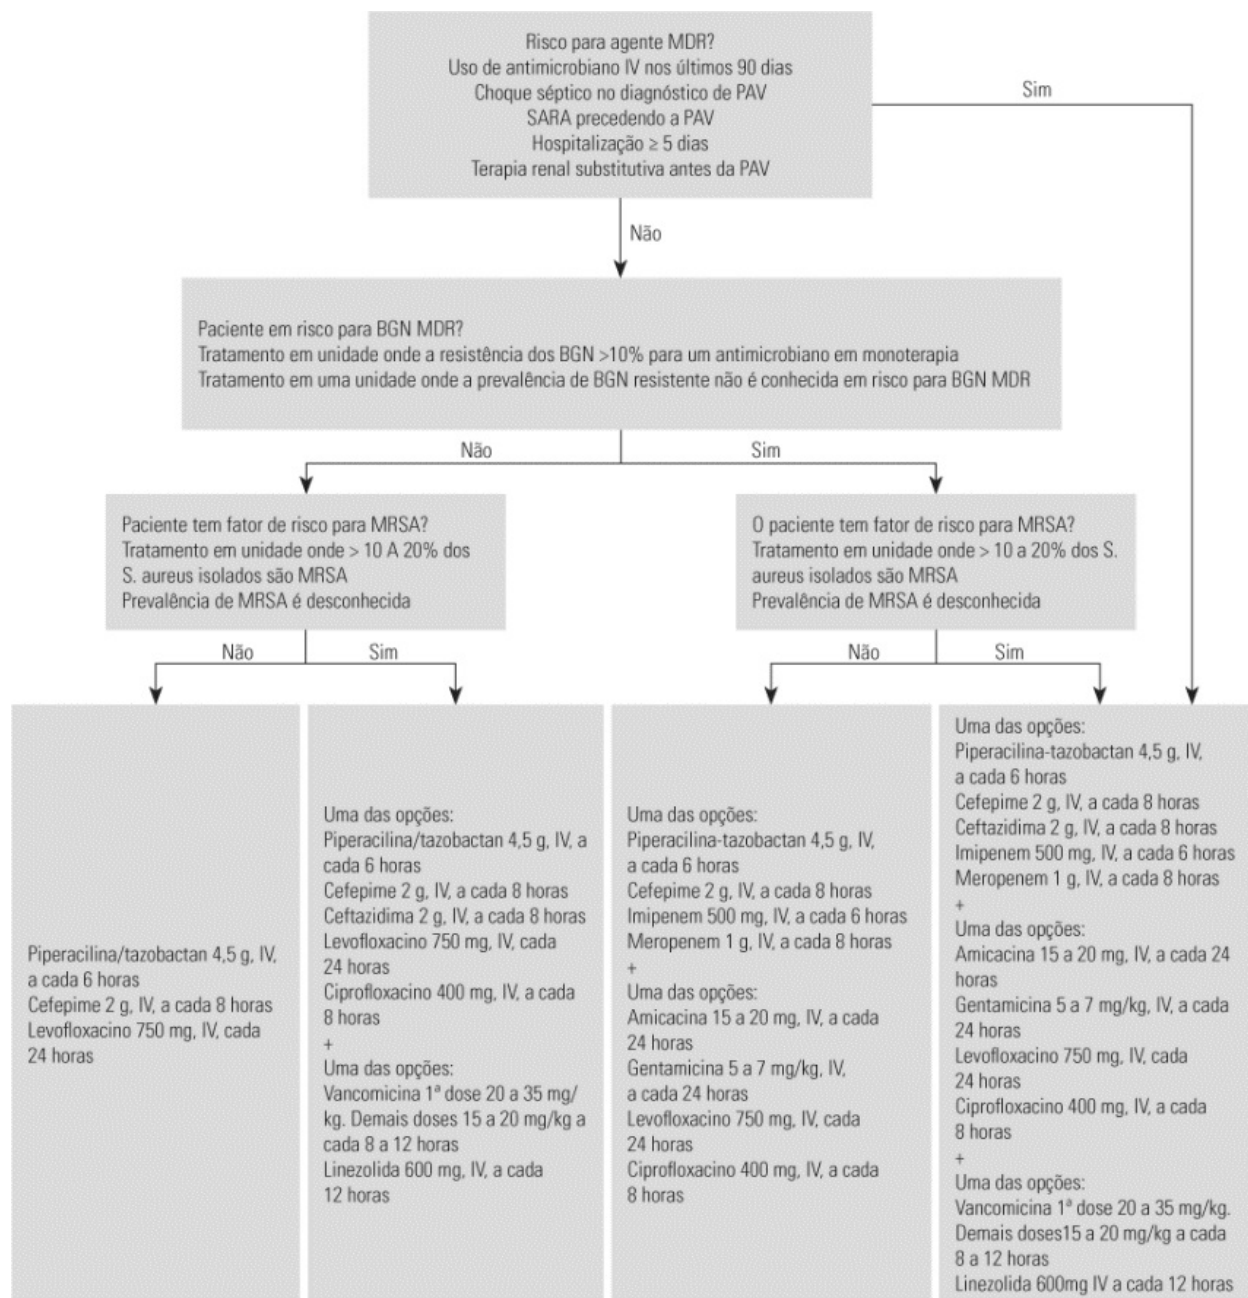 Risco para agente MDR?
Uso de antimicrobiano IV nos últimos 90 dias
Choque séptico no diagnóstico de PAV
SARA precedendo a PAV
Hospitalização ≥ 5 dias
Terapia renal substitutiva antes da PAV
Sim
Não
Paciente em risco para BGN MDR?
Tratamento em unidade onde a resistência dos BGN >10% para um antimicrobiano em monoterapia
Tratamento em uma unidade onde a prevalência de BGN resistente não é conhecida em risco para BGN MDR
Não
Sim
Paciente tem fator de risco para MRSA?
Tratamento em unidade onde > 10 A 20% dos
S. aureus isolados são MRSA
Prevalência de MRSA é desconhecida
O paciente tem fator de risco para MRSA?
Tratamento em unidade onde > 10 a 20% dos S.
aureus isolados são MRSA
Prevalência de MRSA é desconhecida
Não
Sim
Não
Sim
Piperacilina/tazobactan 4,5 g, IV,
a cada 6 horas
Cefepime 2 g, IV, a cada 8 horas
Levofloxacino 750 mg, IV, cada
24 horas
Uma das opções:
Piperacilina/tazobactan 4,5 g, IV, a
cada 6 horas
Cefepime 2 g, IV, a cada 8 horas
Ceftazidima 2 g, IV, a cada 8 horas
Levofloxacino 750 mg, IV, cada
24 horas
Ciprofloxacino 400 mg, IV, a cada
8 horas
+
Uma das opções:
Vancomicina 1ª dose 20 a 35 mg/
kg. Demais doses 15 a 20 mg/kg a
cada 8 a 12 horas
Linezolida 600 mg, IV, a cada
12 horas
Uma das opções:
Piperacilina-tazobactan 4,5 g, IV,
a cada 6 horas
Cefepime 2 g, IV, a cada 8 horas
Imipenem 500 mg, IV, a cada 6 horas
Meropenem 1 g, IV, a cada 8 horas
+
Uma das opções:
Amicacina 15 a 20 mg, IV, a cada
24 horas
Gentamicina 5 a 7 mg/kg, IV,
a cada 24 horas
Levofloxacino 750 mg, IV, cada
24 horas
Ciprofloxacino 400 mg, IV, a cada
8 horas
Uma das opções:
Piperacilina-tazobactan 4,5 g, IV,
a cada 6 horas
Cefepime 2 g, IV, a cada 8 horas
Ceftazidima 2 g, IV, a cada 8 horas
Imipenem 500 mg, IV, a cada 6 horas
Meropenem 1 g, IV, a cada 8 horas
+
Uma das opções:
Amicacina 15 a 20 mg, IV, a cada 24
horas
Gentamicina 5 a 7 mg/kg, IV, a cada
24 horas
Levofloxacino 750 mg, IV, cada
24 horas
Ciprofloxacino 400 mg, IV, a cada
8 horas
+
Uma das opções:
Vancomicina 1ª dose 20 a 35 mg/kg.
Demais doses15 a 20 mg/kg a cada
8 a 12 horas
Linezolida 600mg IV a cada 12 horas